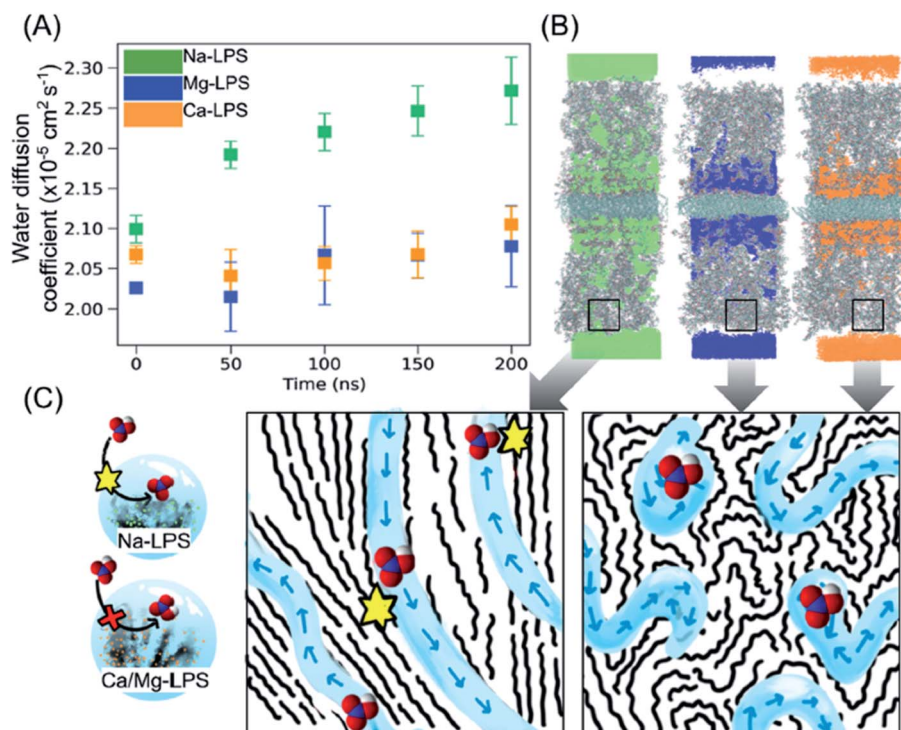 (A)
(B)
Na-LPS
Mg-LPS
Ca-LPS
Water diffusion
coefficient (x10⁻⁵ cm² s⁻¹)
2.30
2.25
2.20
2.15
2.10
2.05
2.00
0
50
100
150
200
Time (ns)
(C)
Na-LPS
Ca/Mg-LPS